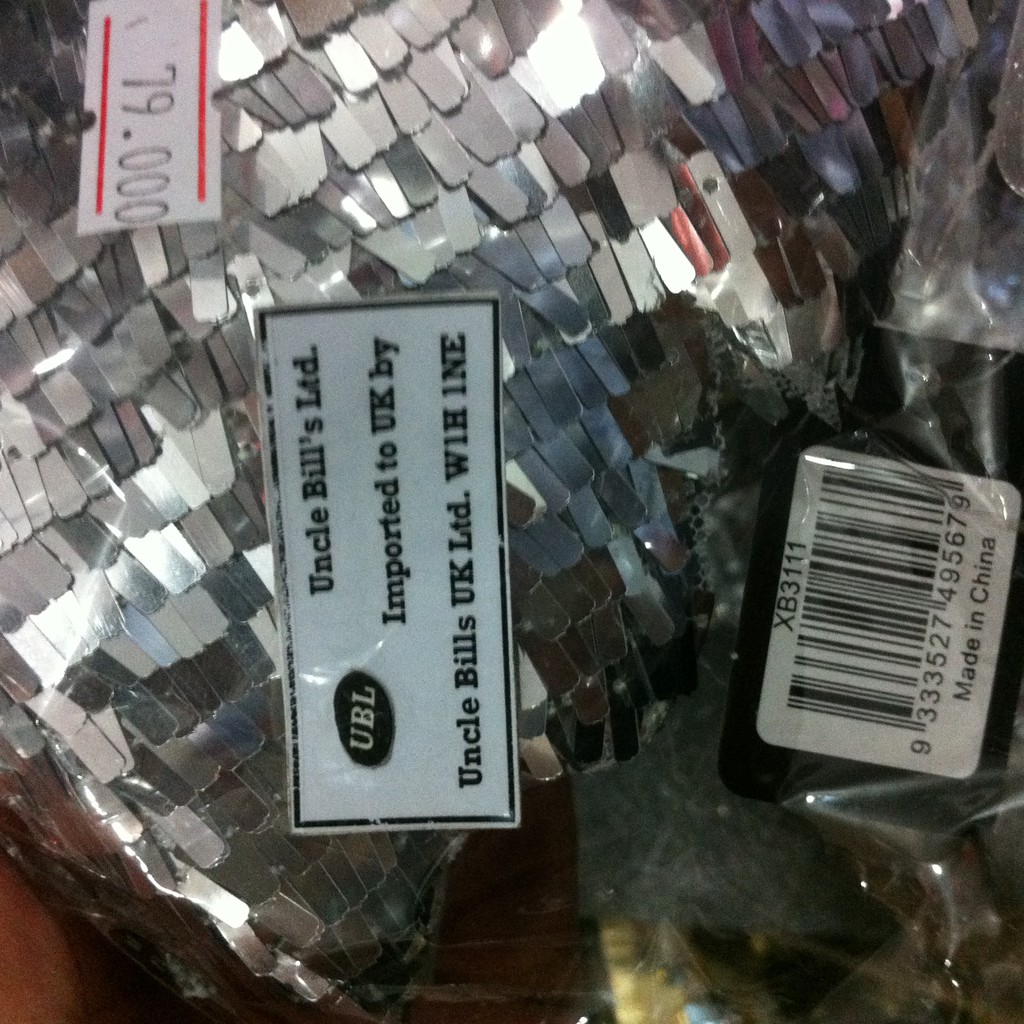 79.000
Uncle Bill's Ltd.
Imported to UK by
UBL
Uncle Bills UK Ltd. W1H 1NE
XB3111
9 333527 495679
Made in China